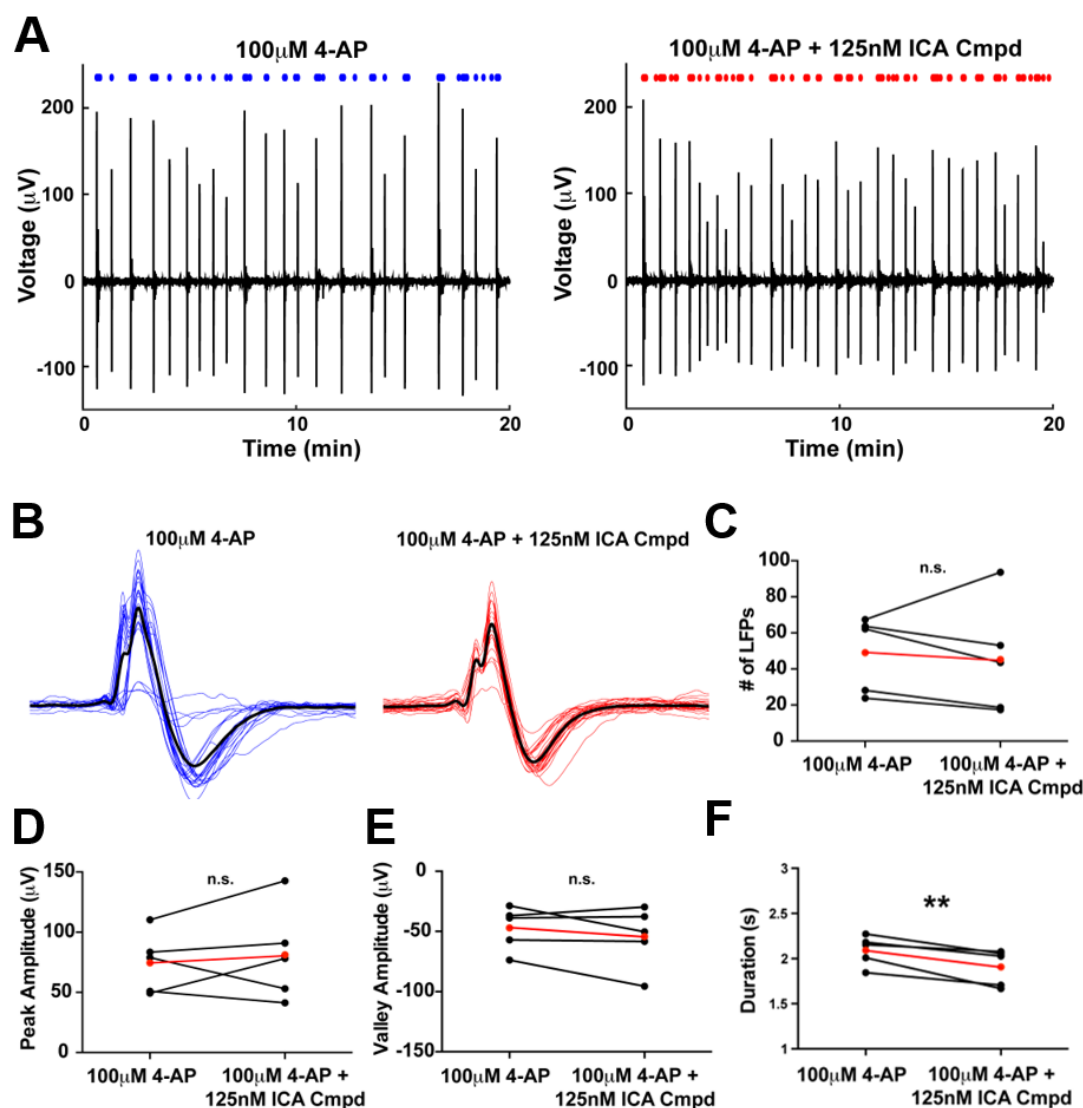 A
100μM 4-AP
100μM 4-AP + 125nM ICA Cmpd
Voltage (μV)
200
100
0
-100
0
10
20
Time (min)
Voltage (μV)
200
100
0
-100
0
10
20
Time (min)
B
100μM 4-AP
100μM 4-AP + 125nM ICA Cmpd
C
# of LFPs
100
80
60
40
20
0
n.s.
100μM 4-AP
100μM 4-AP +
125nM ICA Cmpd
D
Peak Amplitude (μV)
150
100
50
0
n.s.
100μM 4-AP
100μM 4-AP +
125nM ICA Cmpd
E
Valley Amplitude (μV)
-0
-50
-100
-150
n.s.
100μM 4-AP
100μM 4-AP +
125nM ICA Cmpd
F
Duration (s)
3
2.5
2
1.5
1
**
100μM 4-AP
100μM 4-AP +
125nM ICA Cmpd